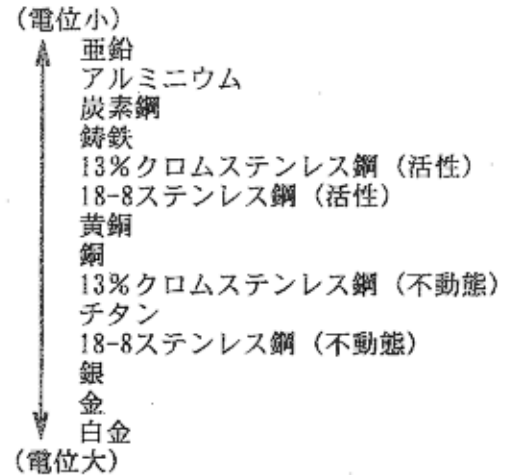 (電位小)
亜鉛
アルミニウム
炭素鋼
鋳鉄
13%クロムステンレス鋼（活性）
18-8ステンレス鋼（活性）
黄銅
銅
13%クロムステンレス鋼（不動態）
チタン
18-8ステンレス鋼（不動態）
銀
金
白金
(電位大)